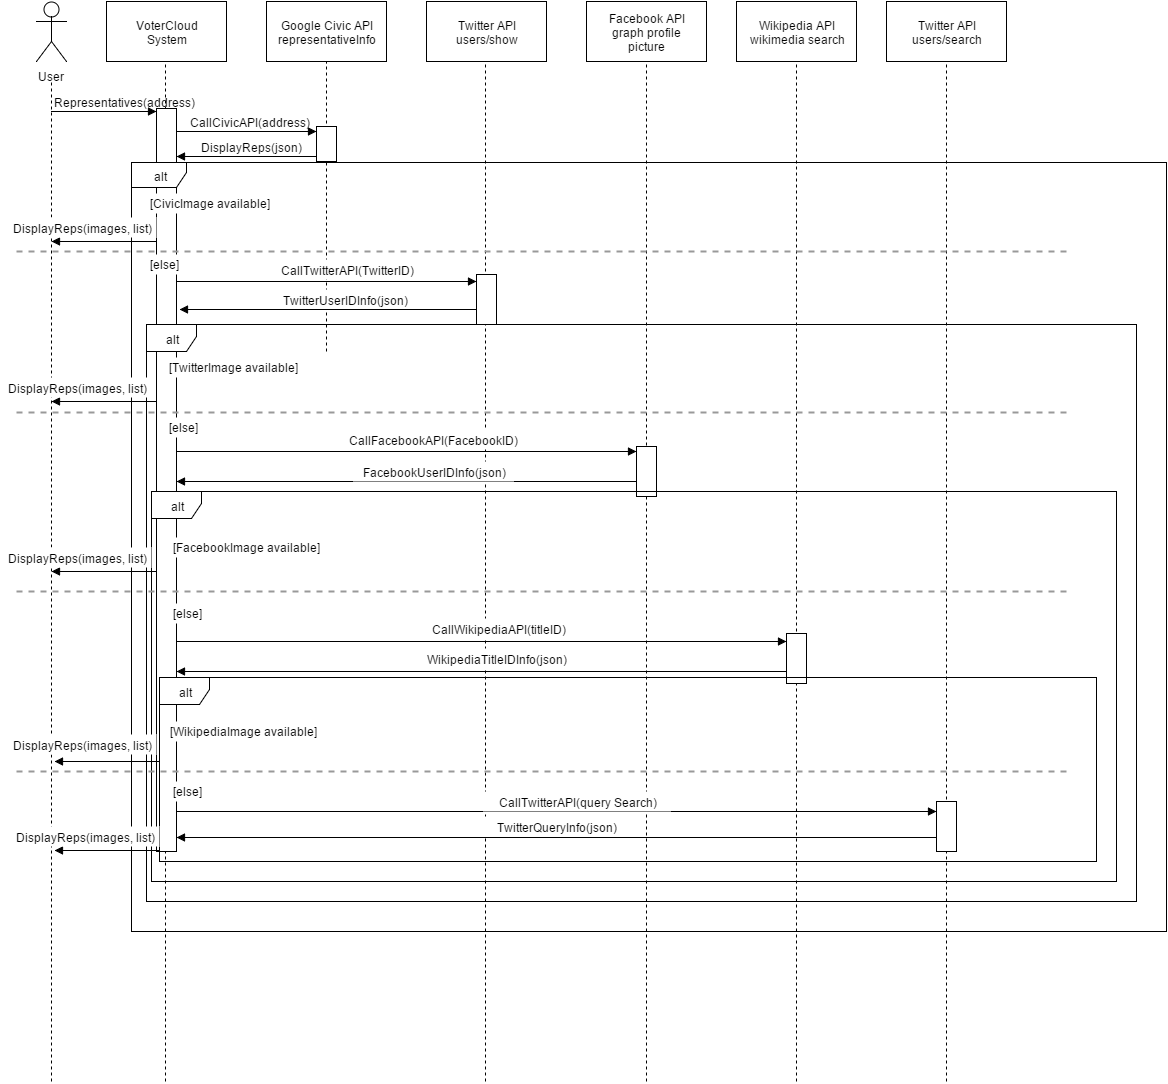 VoterCloud
System
Google Civic API
representativeInfo
Twitter API
users/show
Facebook API
graph profile
picture
Wikipedia API
wikimedia search
Twitter API
users/search
User
Representatives(address)
CallCivicAPI(address)
DisplayReps(json)
alt
[CivicImage available]
DisplayReps(images, list)
[else]
CallTwitterAPI(TwitterID)
TwitterUserIDInfo(json)
alt
[TwitterImage available]
DisplayReps(images, list)
[else]
CallFacebookAPI(FacebookID)
FacebookUserIDInfo(json)
alt
[FacebookImage available]
DisplayReps(images, list)
[else]
CallWikipediaAPI(titleID)
WikipediaTitleIDInfo(json)
alt
[WikipediaImage available]
DisplayReps(images, list)
[else]
CallTwitterAPI(query Search)
TwitterQueryInfo(json)
DisplayReps(images, list)